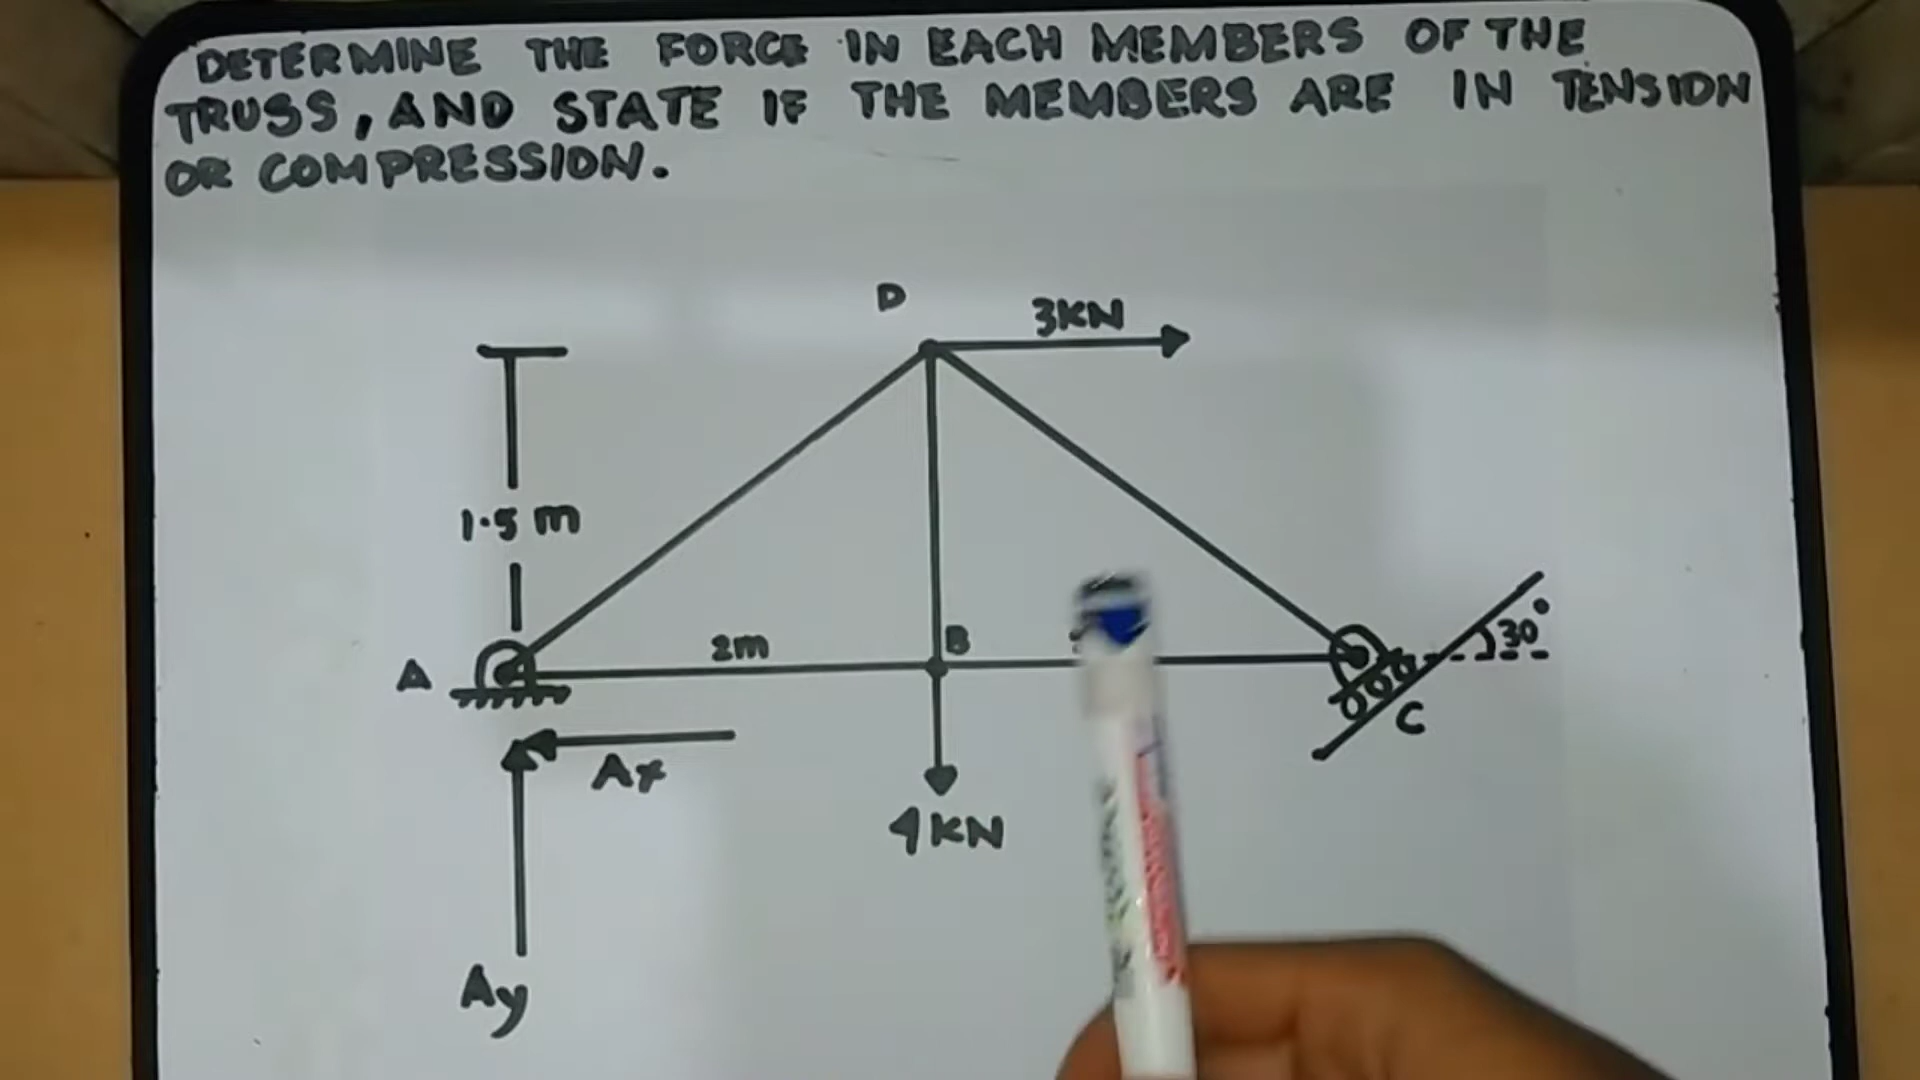 DETERMINE THE FORCE IN EACH MEMBERS OF THE
TRUSS, AND STATE IF THE MEMBERS ARE IN TENSION
OR COMPRESSION.
D
3KN
1.5 m
2m
B
30°
A
C
Ax
4KN
Ay